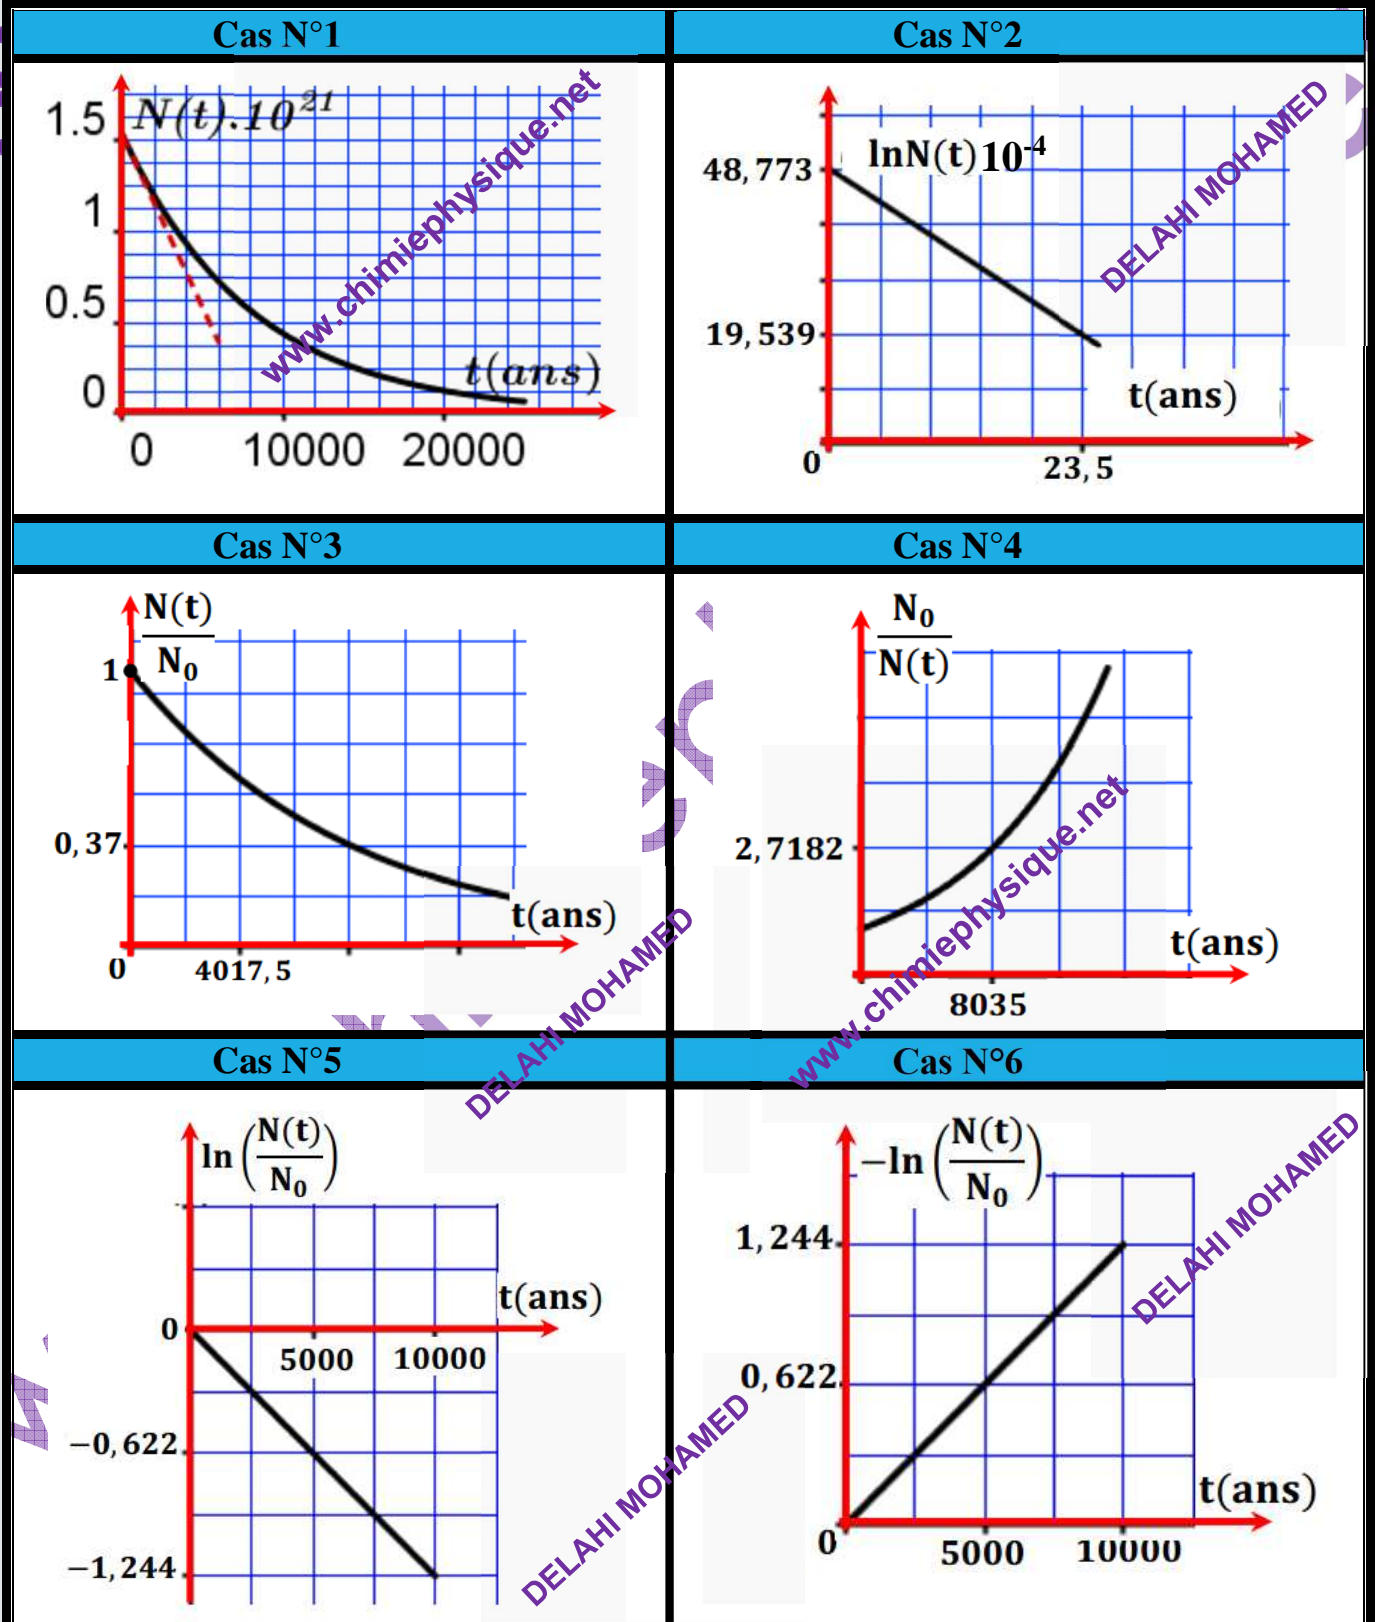 Cas N°1
Cas N°2
N(t).10^21
1.5
1
0.5
0
t(ans)
0 10000 20000
www.chimiephysique.net
lnN(t)10^-4
48,773
19,539
t(ans)
0
23,5
DELAHI MOHAMED
Cas N°3
Cas N°4
N(t)
N₀
1
0,37
t(ans)
0
4017,5
N₀
N(t)
2,7182
t(ans)
8035
DELAHI MOHAMED
www.chimiephysique.net
Cas N°5
Cas N°6
ln(N(t)/N₀)
t(ans)
0
5000 10000
−0,622
−1,244
DELAHI MOHAMED
−ln(N(t)/N₀)
1,244
0,622
t(ans)
0
5000 10000
DELAHI MOHAMED